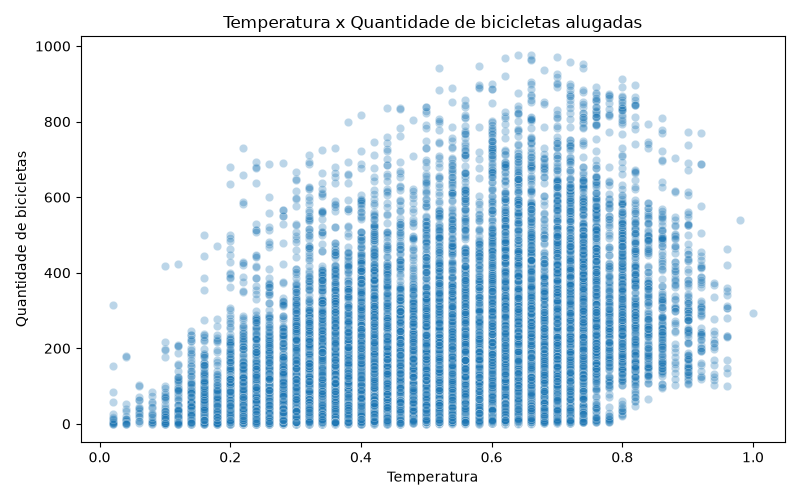 Temperatura x Quantidade de bicicletas alugadas
1000
800
600
400
200
0
Quantidade de bicicletas
0.0 0.2 0.4 0.6 0.8 1.0
Temperatura